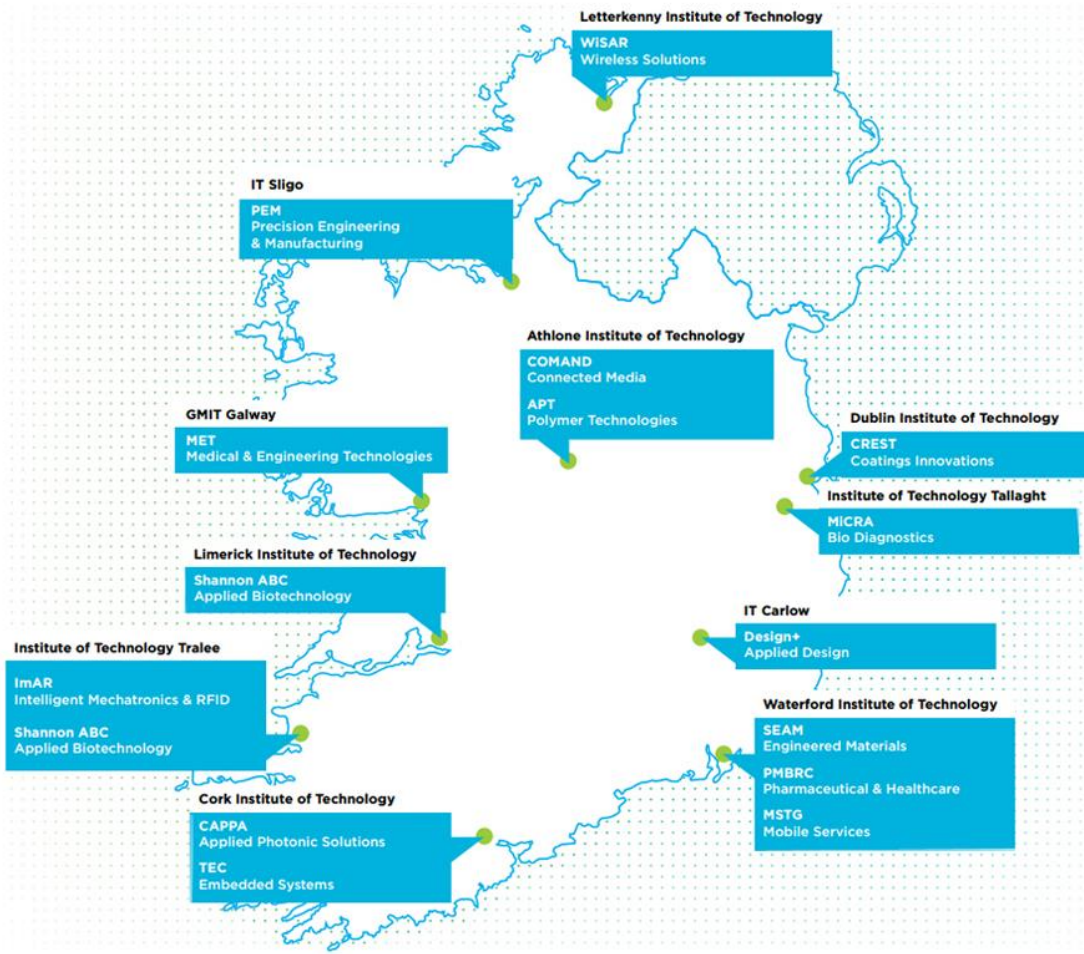 Letterkenny Institute of Technology
WiSAR
Wireless Solutions
IT Sligo
PEM
Precision Engineering
& Manufacturing
Athlone Institute of Technology
COMAND
Connected Media
APT
Polymer Technologies
GMIT Galway
MET
Medical & Engineering Technologies
Dublin Institute of Technology
CREST
Coatings Innovations
Institute of Technology Tallaght
MiCRA
Bio Diagnostics
Limerick Institute of Technology
Shannon ABC
Applied Biotechnology
IT Carlow
Design+
Applied Design
Institute of Technology Tralee
ImAR
Intelligent Mechatronics & RFID
Shannon ABC
Applied Biotechnology
Waterford Institute of Technology
SEAM
Engineered Materials
PMBRC
Pharmaceutical & Healthcare
MSTG
Mobile Services
Cork Institute of Technology
CAPPA
Applied Photonic Solutions
TEC
Embedded Systems